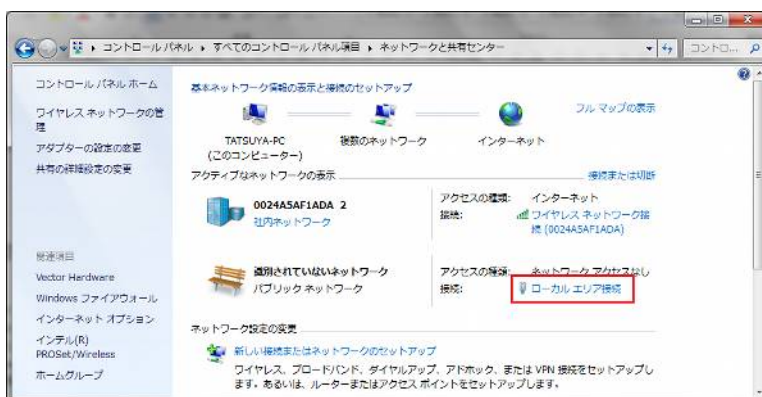 コントロール パネル ▸ すべてのコントロール パネル項目 ▸ ネットワークと共有センター
コントロ...
コントロール パネル ホーム
ワイヤレス ネットワークの管
理
アダプターの設定の変更
共有の詳細設定の変更
基本ネットワーク情報の表示と接続のセットアップ
フル マップの表示
TATSUYA-PC
(このコンピューター)
複数のネットワーク
インターネット
アクティブなネットワークの表示
接続または切断
0024A5AF1ADA 2
社内ネットワーク
アクセスの種類: インターネット
接続: ワイヤレス ネットワーク接
続 (0024A5AF1ADA)
識別されていないネットワーク
パブリック ネットワーク
アクセスの種類: ネットワーク アクセスなし
接続: ローカル エリア接続
ネットワーク設定の変更
新しい接続またはネットワークのセットアップ
ワイヤレス、ブロードバンド、ダイヤルアップ、アドホック、または VPN 接続をセットアップし
ます。あるいは、ルーターまたはアクセス ポイントをセットアップします。
関連項目
Vector Hardware
Windows ファイアウォール
インターネット オプション
インテル(R)
PROSet/Wireless
ホームグループ